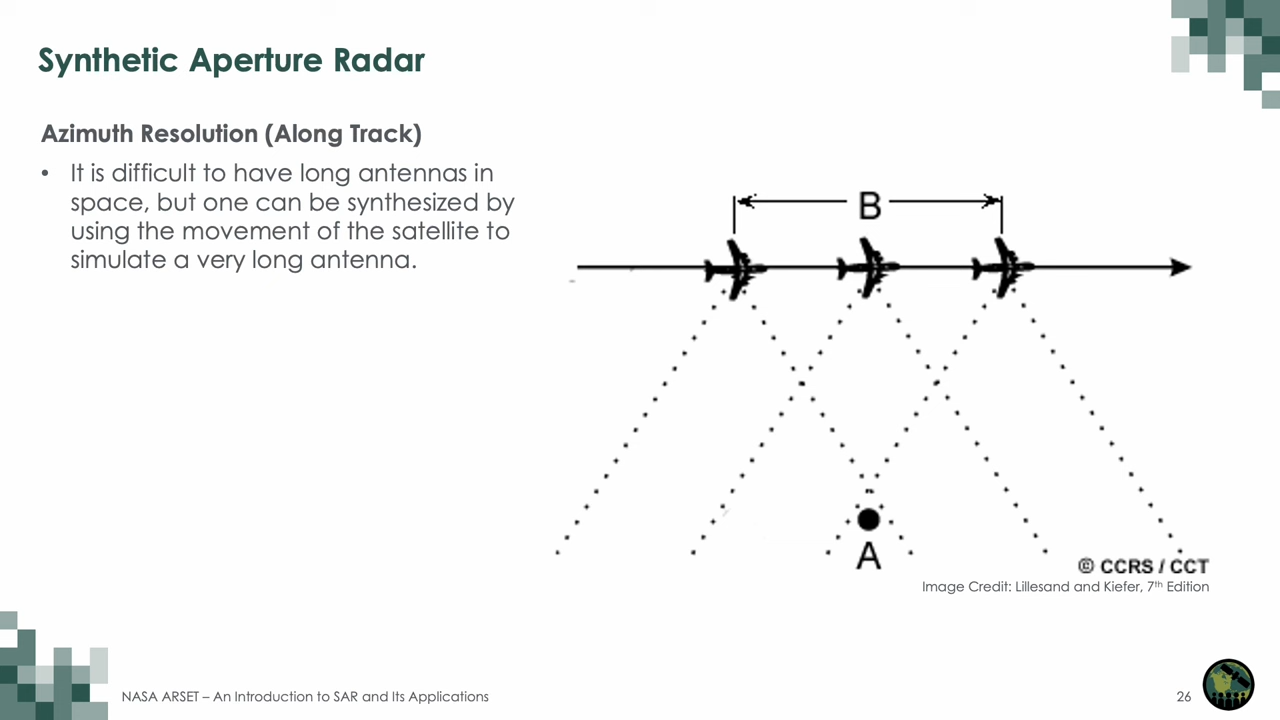 Synthetic Aperture Radar
Azimuth Resolution (Along Track)
• It is difficult to have long antennas in
space, but one can be synthesized by
using the movement of the satellite to
simulate a very long antenna.
B
A
© CCRS / CCT
Image Credit: Lillesand and Kiefer, 7th Edition
NASA ARSET – An Introduction to SAR and Its Applications
26